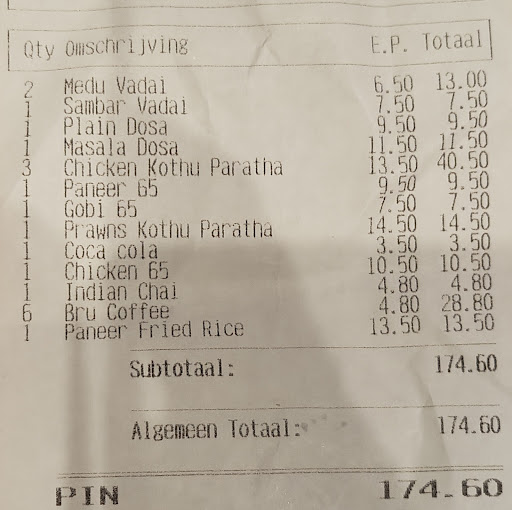 Qty Omschrijving E.P. Totaal
2 Medu Vadai 6.50 13.00
1 Sambar Vadai 7.50 7.50
1 Plain Dosa 9.50 9.50
1 Masala Dosa 11.50 11.50
3 Chicken Kothu Paratha 13.50 40.50
1 Paneer 65 9.50 9.50
1 Gobi 65 7.50 7.50
1 Prawns Kothu Paratha 14.50 14.50
1 Coca cola 3.50 3.50
1 Chicken 65 10.50 10.50
1 Indian Chai 4.80 4.80
6 Bru Coffee 4.80 28.80
1 Paneer Fried Rice 13.50 13.50
Subtotaal: 174.60
Algemeen Totaal: 174.60
PIN 174.60